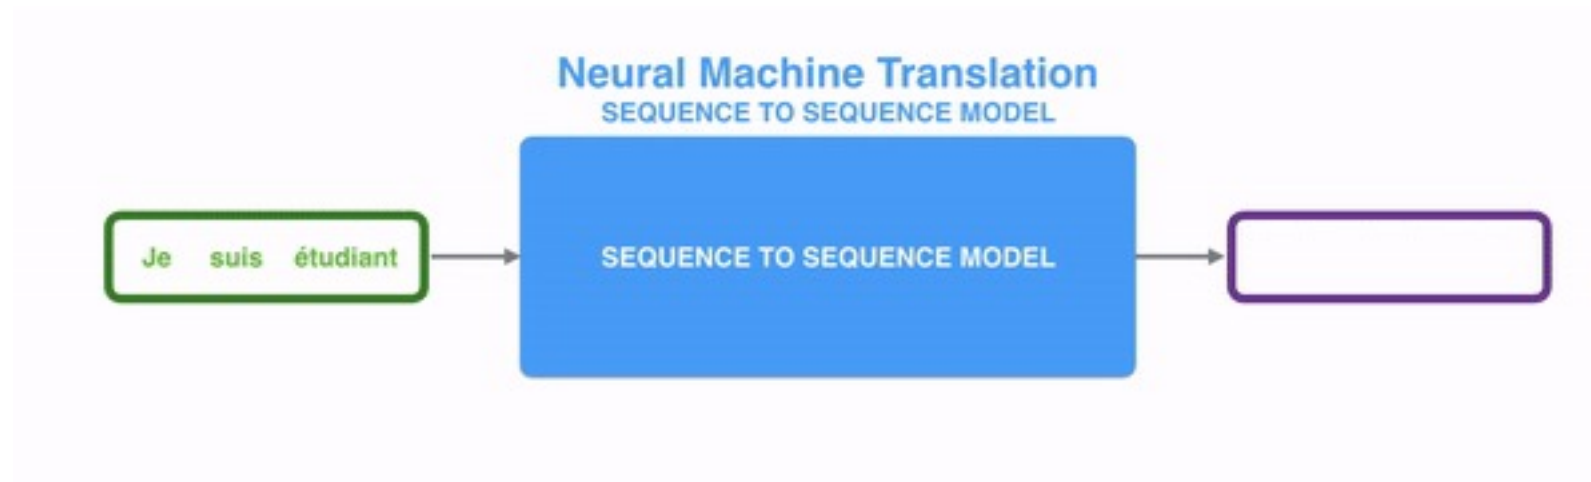 Neural Machine Translation
SEQUENCE TO SEQUENCE MODEL
Je suis étudiant
SEQUENCE TO SEQUENCE MODEL